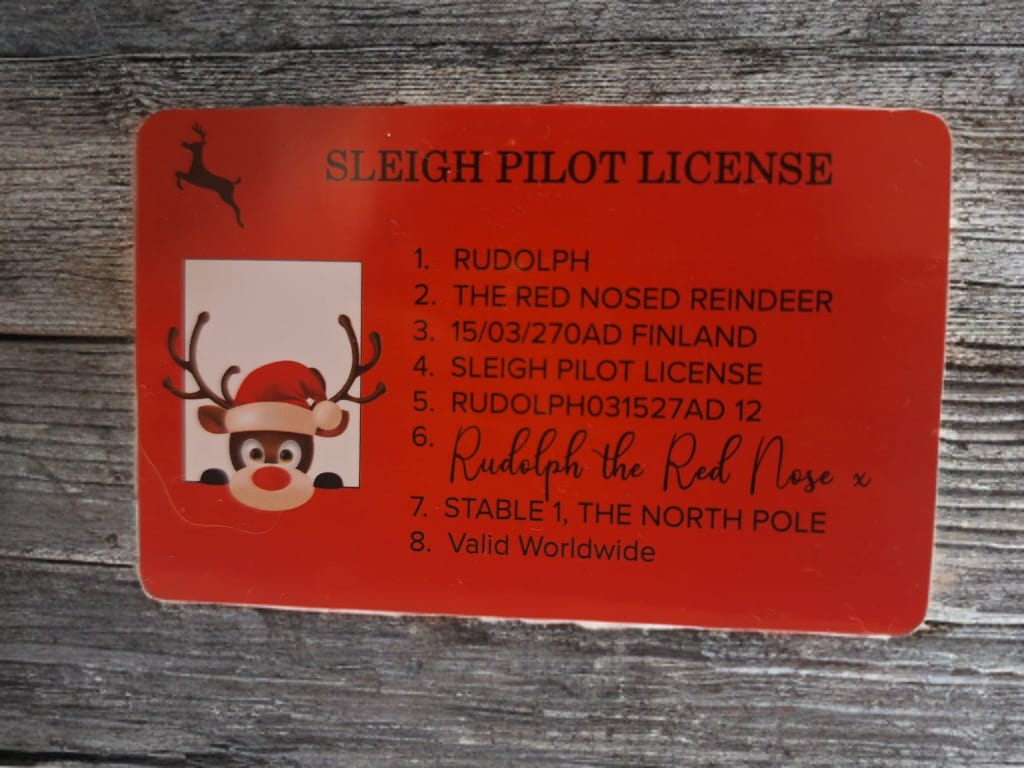 SLEIGH PILOT LICENSE
1. RUDOLPH
2. THE RED NOSED REINDEER
3. 15/03/270AD FINLAND
4. SLEIGH PILOT LICENSE
5. RUDOLPH031527AD 12
6. Rudolph the Red Nose x
7. STABLE 1, THE NORTH POLE
8. Valid Worldwide